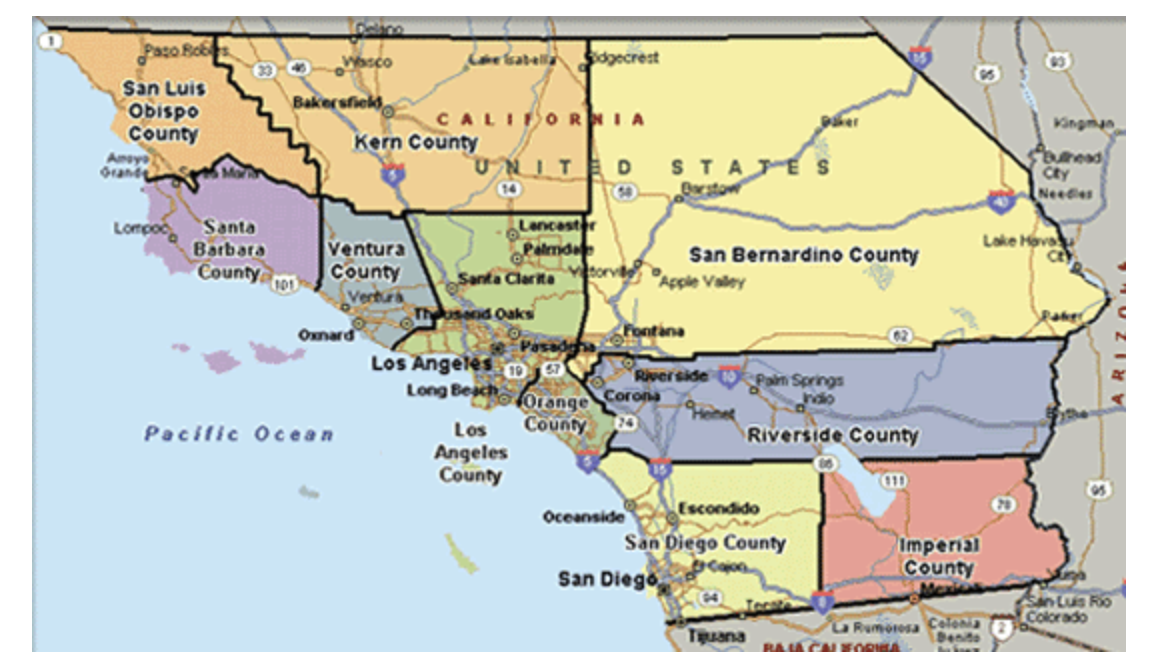 Delano
1
Paso Robles
33
46
Wasco
Lake Isabella
Ridgecrest
15
95
93
San Luis
Obispo
County
Bakersfield
CALIFORNIA
Baker
Kingman
Kern County
Arroyo
Grande
Santa Maria
5
UNITED STATES
14
58
Barstow
40
Bullhead
City
Needles
Lompoc
Santa
Barbara
County
101
Ventura
County
Lancaster
Palmdale
Santa Clarita
Victorville
Apple Valley
San Bernardino County
Lake Havasu
City
Ventura
Oxnard
Thousand Oaks
Pasadena
Fontana
62
Parker
ARIZONA
Los Angeles
19
57
Riverside
10
Palm Springs
Indio
Long Beach
Corona
Hemet
Blythe
Orange
County
74
Riverside County
Pacific Ocean
Los
Angeles
County
5
15
86
111
78
95
Oceanside
Escondido
San Diego County
Imperial
County
San Diego
El Cajon
94
8
Mexicali
Yuma
Tecate
Tijuana
La Rumorosa
Colonia
Benito
Juárez
2
San Luis Rio
Colorado
BAJA CALIFORNIA